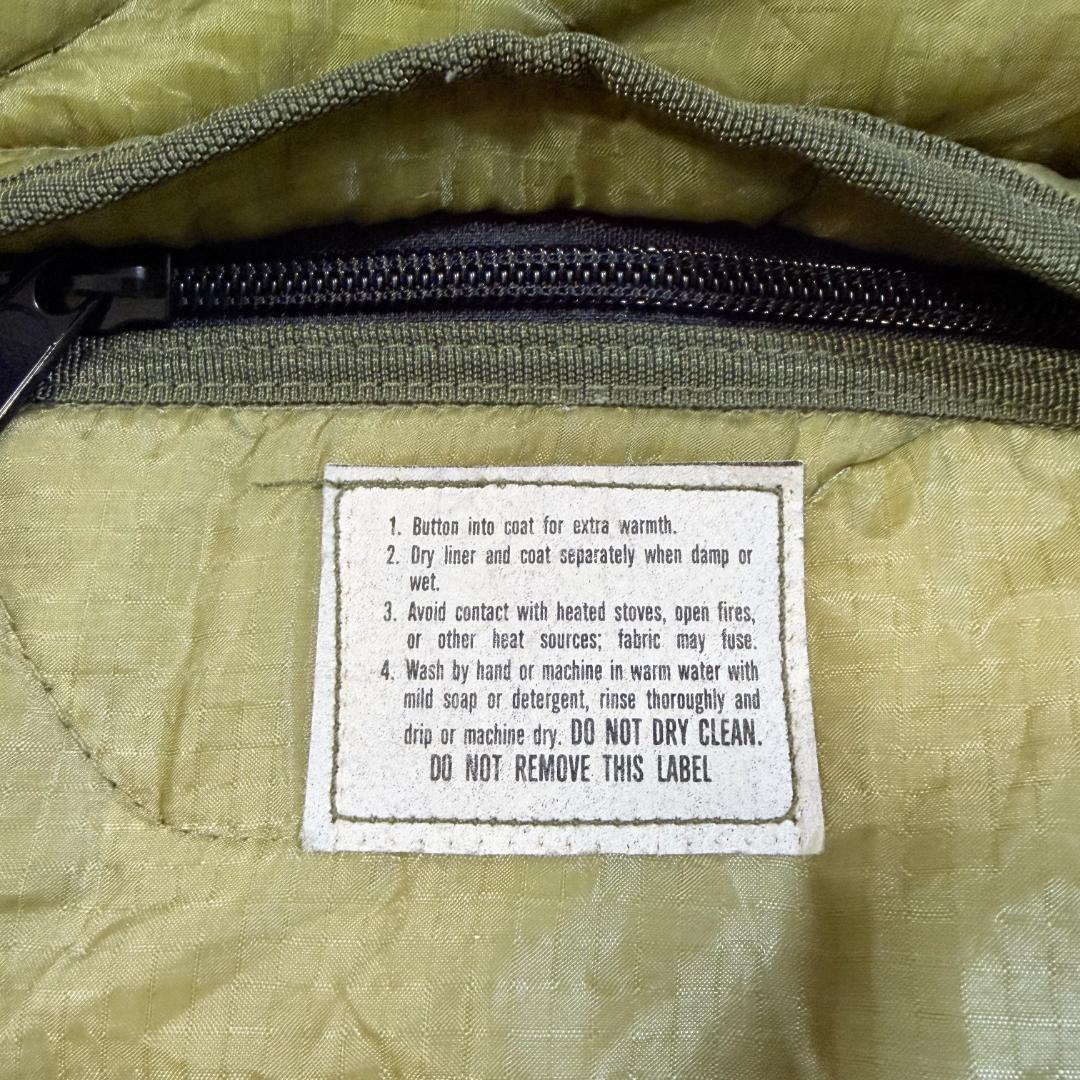 1. Button into coat for extra warmth.
2. Dry liner and coat separately when damp or
wet.
3. Avoid contact with heated stoves, open fires,
or other heat sources; fabric may fuse.
4. Wash by hand or machine in warm water with
mild soap or detergent, rinse thoroughly and
drip or machine dry. DO NOT DRY CLEAN.
DO NOT REMOVE THIS LABEL